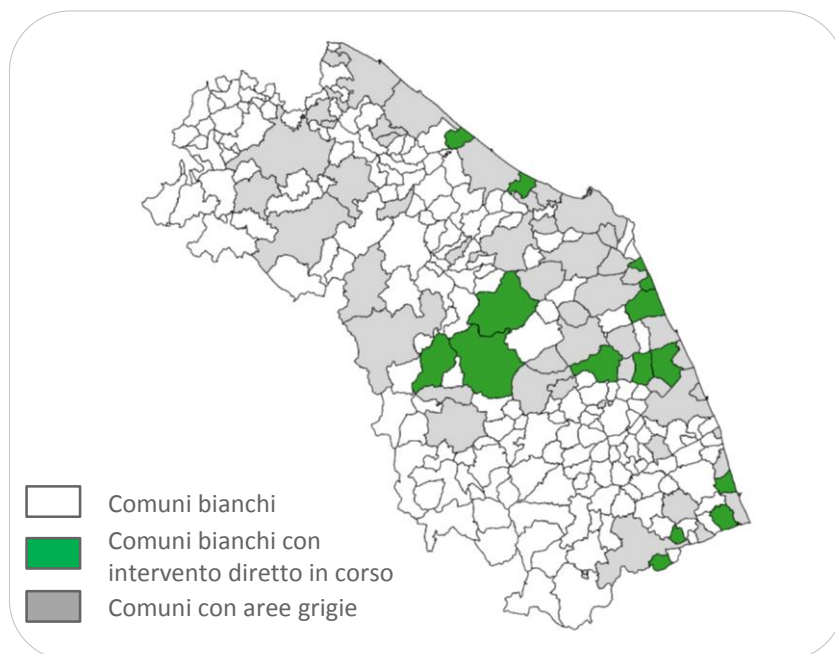 Comuni bianchi
Comuni bianchi con
intervento diretto in corso
Comuni con aree grigie